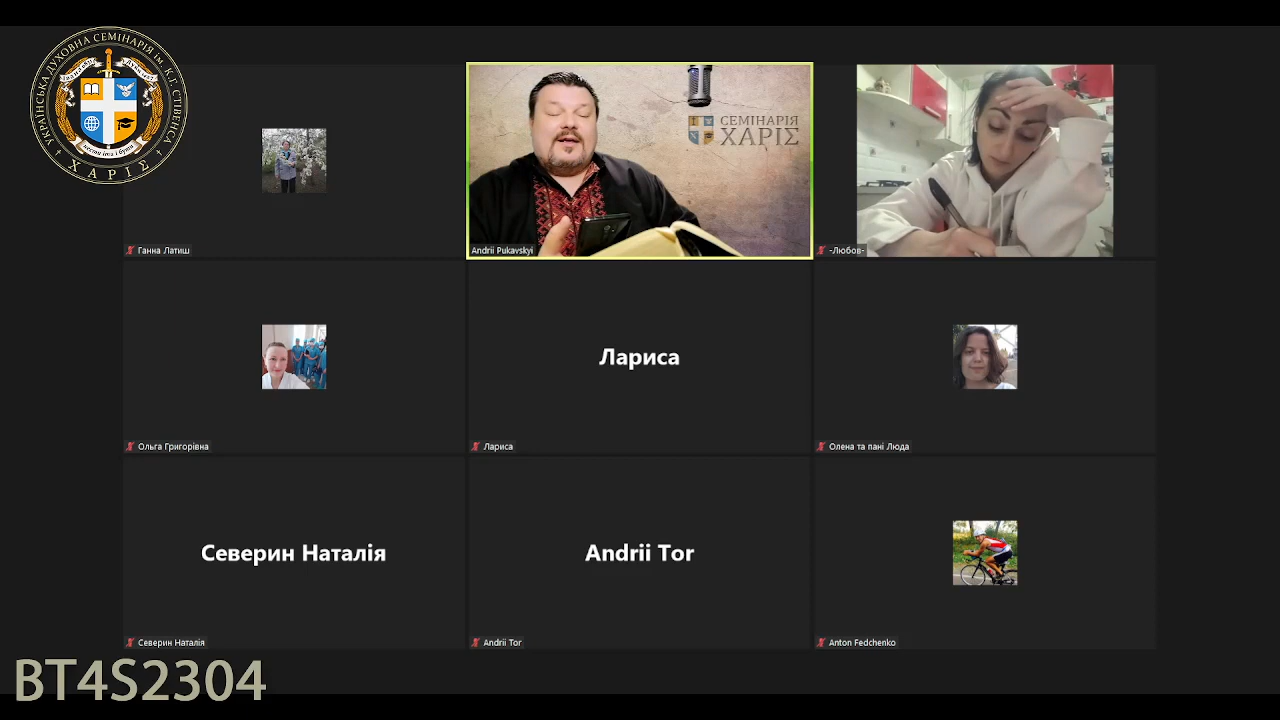 УКРАЇНСЬКА ДУХОВНА СЕМІНАРІЯ ім. К.Г. СТІВЕНСА
ХАРІС
СЕМІНАРІЯ
ХАРІЗ
Ганна Латиш
Andrii Pukavskyi
-Любов-
Лариса
Ольга Григорівна
Лариса
Олена та пані Люда
Северин Наталія
Andrii Tor
Северин Наталія
Andrii Tor
Anton Fedchenko
BT4S2304